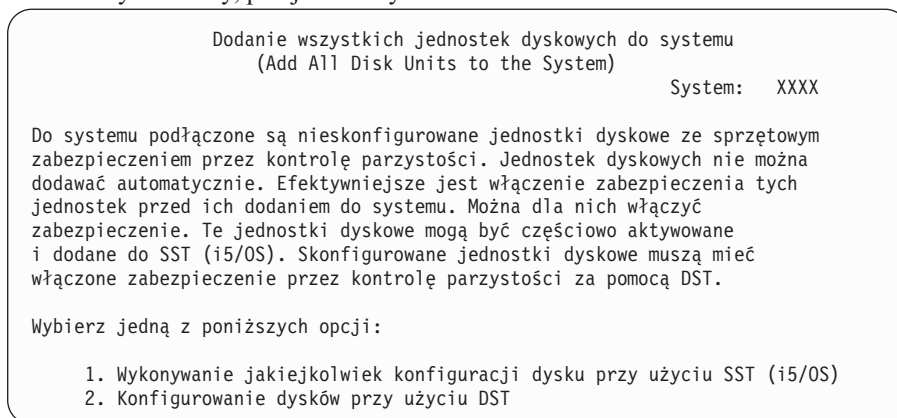 Dodanie wszystkich jednostek dyskowych do systemu
(Add All Disk Units to the System)
System: XXXX
Do systemu podłączone są nieskonfigurowane jednostki dyskowe ze sprzętowym
zabezpieczeniem przez kontrolę parzystości. Jednostek dyskowych nie można
dodawać automatycznie. Efektywniejsze jest włączenie zabezpieczenia tych
jednostek przed ich dodaniem do systemu. Można dla nich włączyć
zabezpieczenie. Te jednostki dyskowe mogą być częściowo aktywowane
i dodane do SST (i5/OS). Skonfigurowane jednostki dyskowe muszą mieć
włączone zabezpieczenie przez kontrolę parzystości za pomocą DST.
Wybierz jedną z poniższych opcji:
1. Wykonywanie jakiejkolwiek konfiguracji dysku przy użyciu SST (i5/OS)
2. Konfigurowanie dysków przy użyciu DST